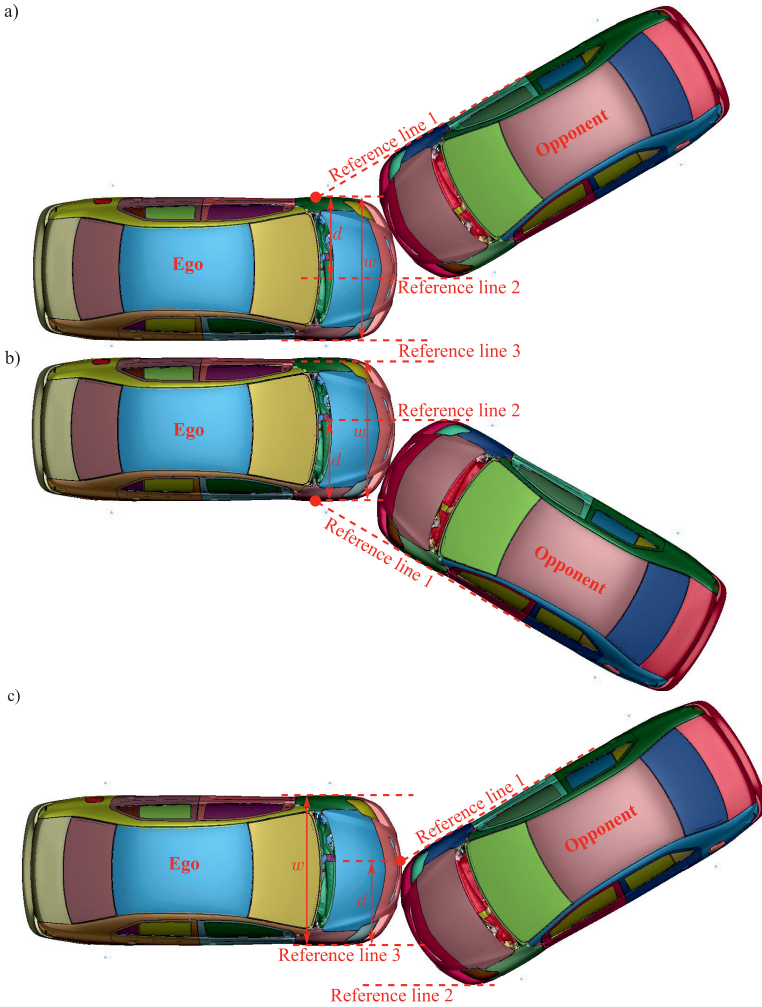 a)
Reference line 1
Opponent
Ego
d
w
Reference line 2
Reference line 3
b)
Reference line 2
Ego
w
d
Reference line 1
Opponent
c)
Reference line 1
Opponent
Ego
w
d
Reference line 3
Reference line 2